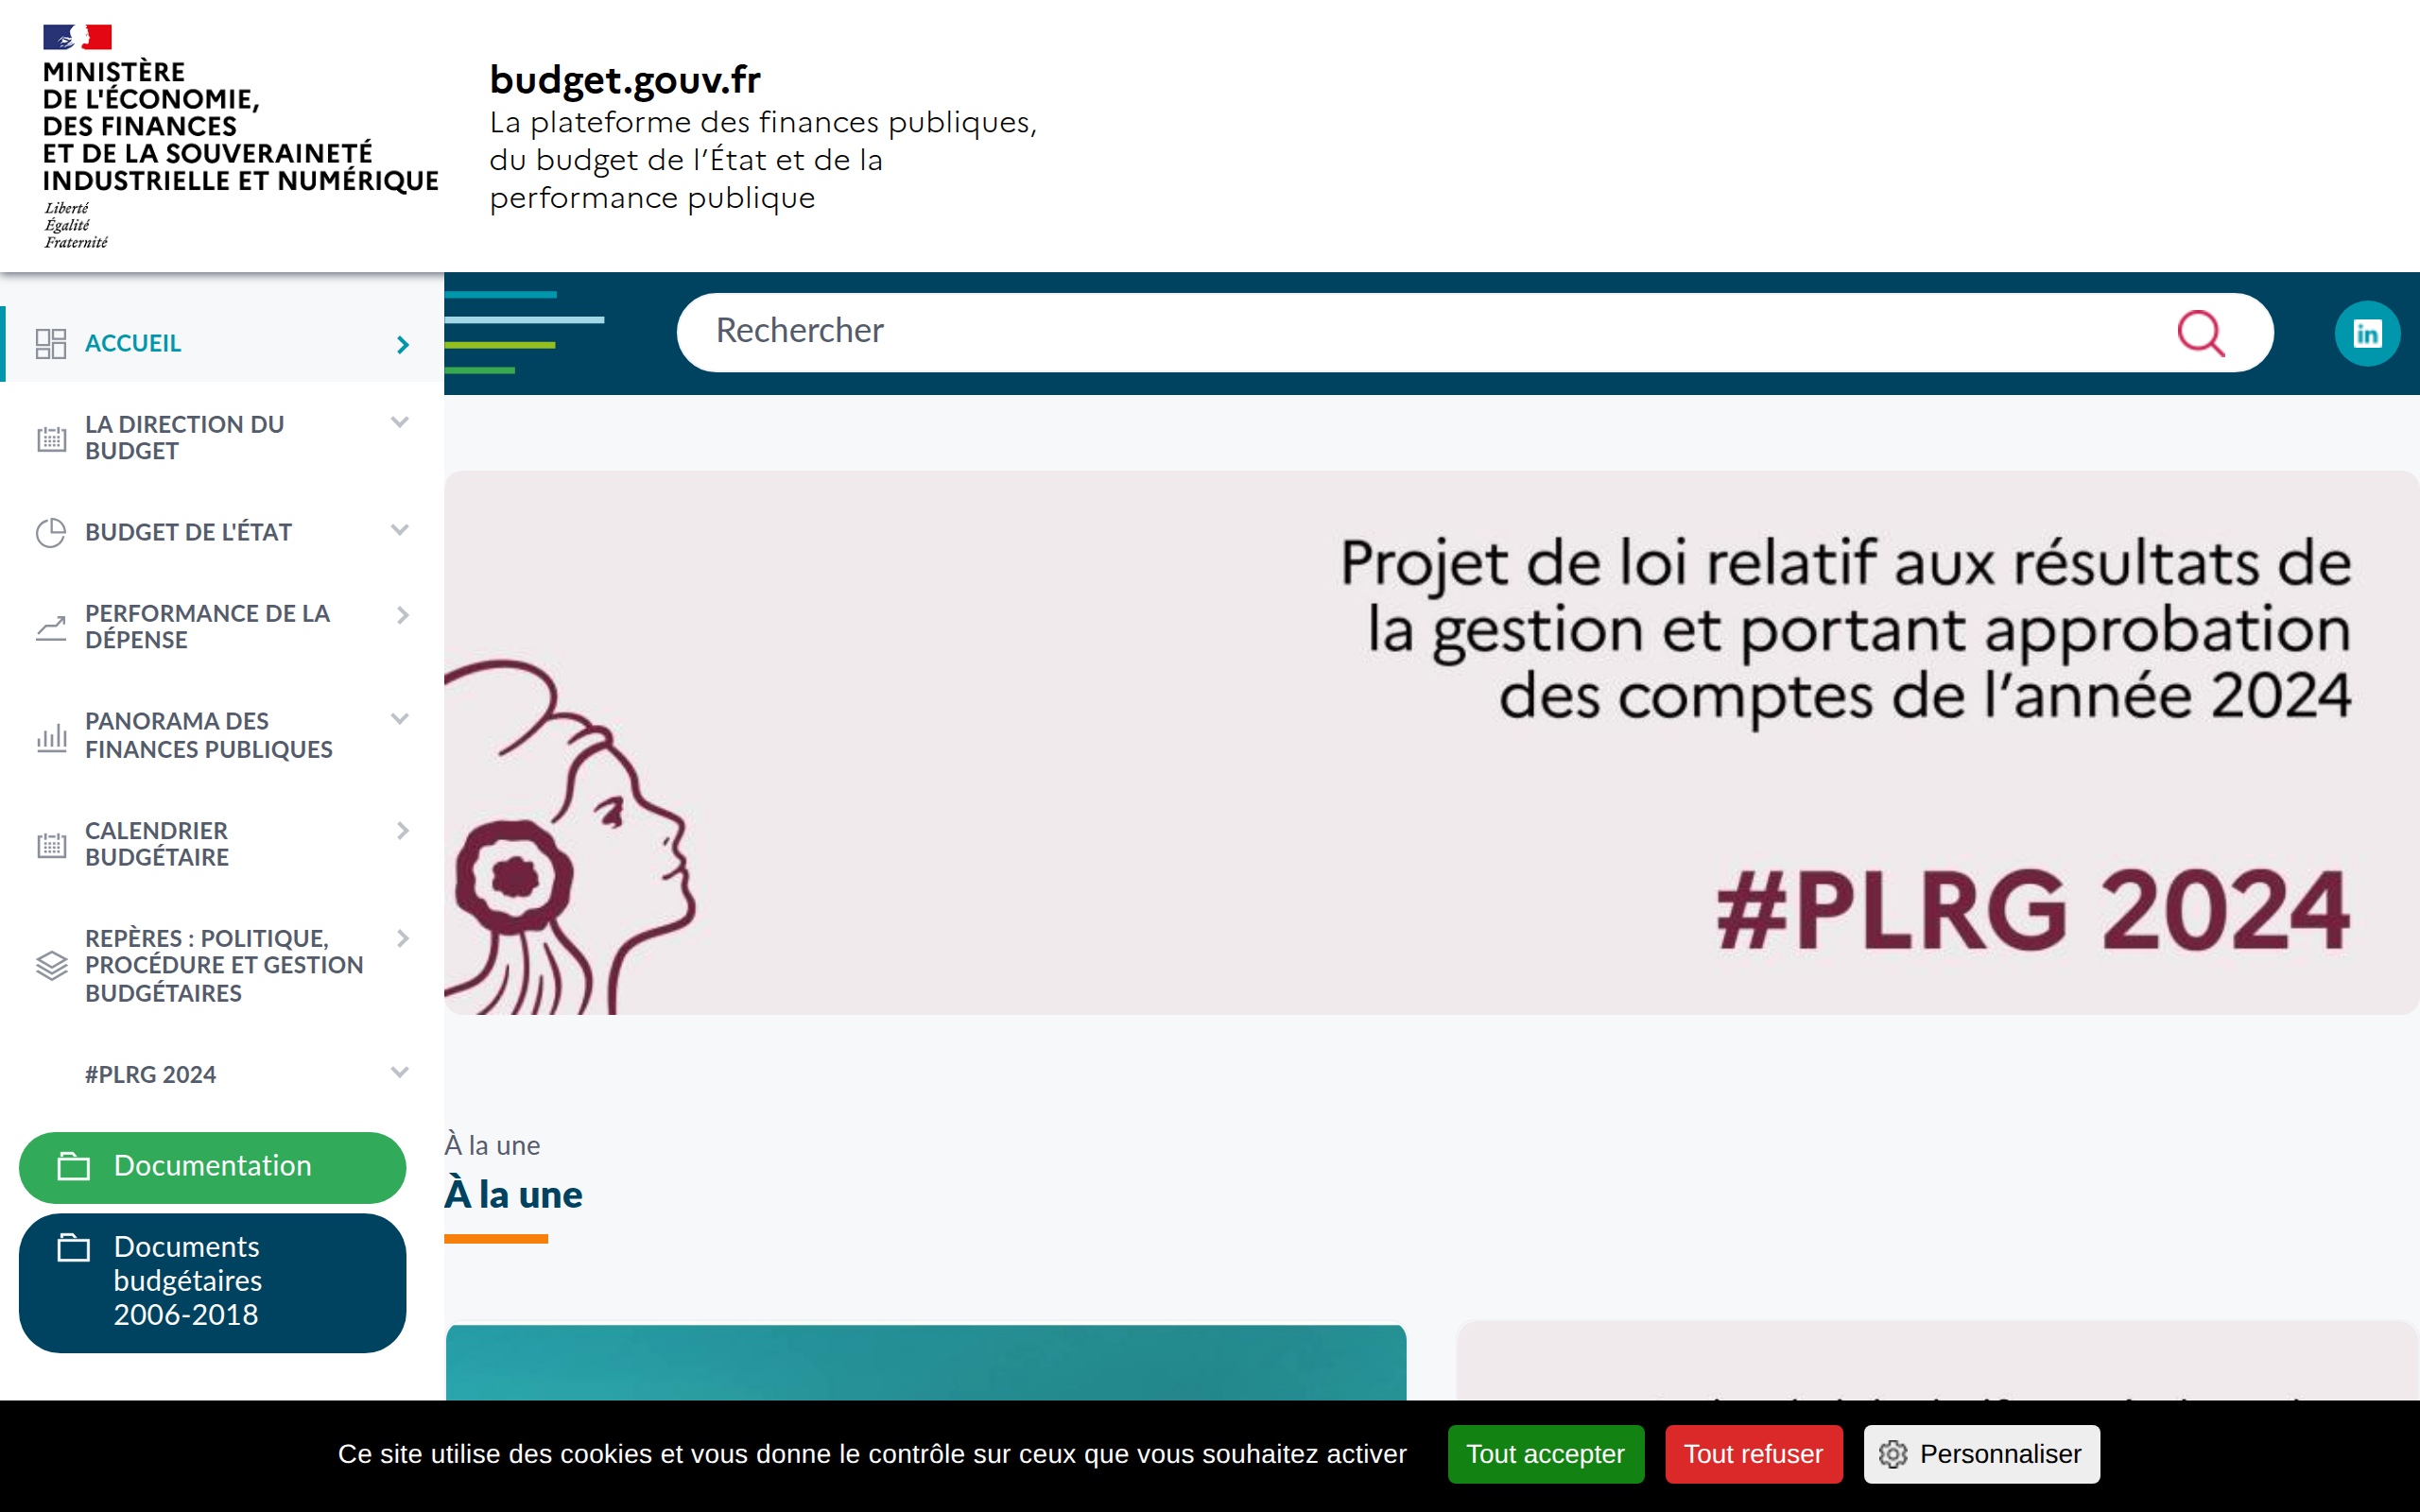 MINISTÈRE
DE L'ÉCONOMIE,
DES FINANCES
ET DE LA SOUVERAINETÉ
INDUSTRIELLE ET NUMÉRIQUE
Liberté
Égalité
Fraternité
budget.gouv.fr
La plateforme des finances publiques,
du budget de l’État et de la
performance publique
Rechercher
in
ACCUEIL
LA DIRECTION DU
BUDGET
BUDGET DE L'ÉTAT
PERFORMANCE DE LA
DÉPENSE
PANORAMA DES
FINANCES PUBLIQUES
CALENDRIER
BUDGÉTAIRE
REPÈRES : POLITIQUE,
PROCÉDURE ET GESTION
BUDGÉTAIRES
#PLRG 2024
Documentation
Documents
budgétaires
2006-2018
Projet de loi relatif aux résultats de
la gestion et portant approbation
des comptes de l’année 2024
#PLRG 2024
À la une
À la une
Ce site utilise des cookies et vous donne le contrôle sur ceux que vous souhaitez activer
Tout accepter
Tout refuser
Personnaliser